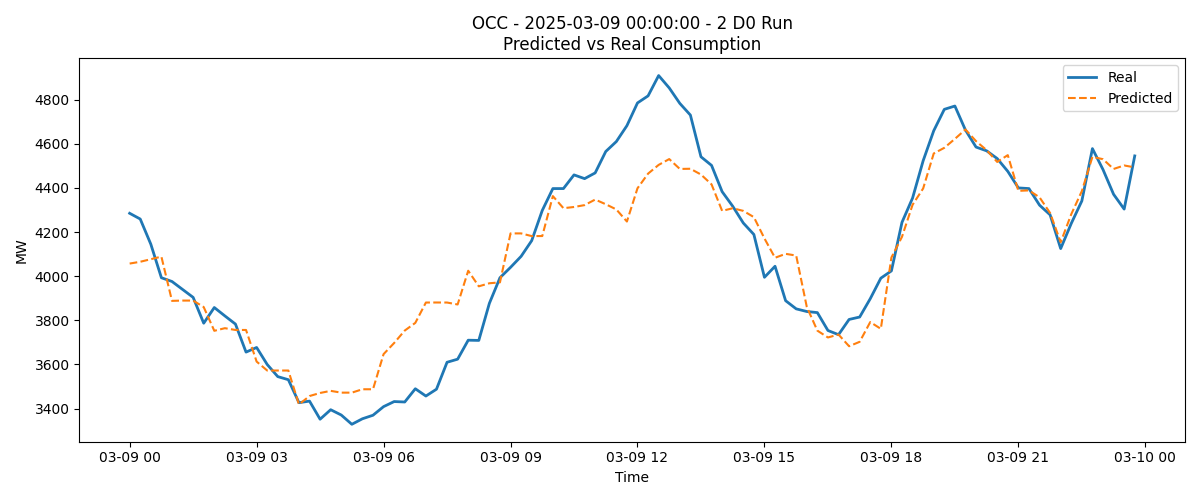 OCC - 2025-03-09 00:00:00 - 2 D0 Run
Predicted vs Real Consumption
Real
Predicted
4800
4600
4400
4200
4000
3800
3600
3400
MW
03-09 00
03-09 03
03-09 06
03-09 09
03-09 12
03-09 15
03-09 18
03-09 21
03-10 00
Time